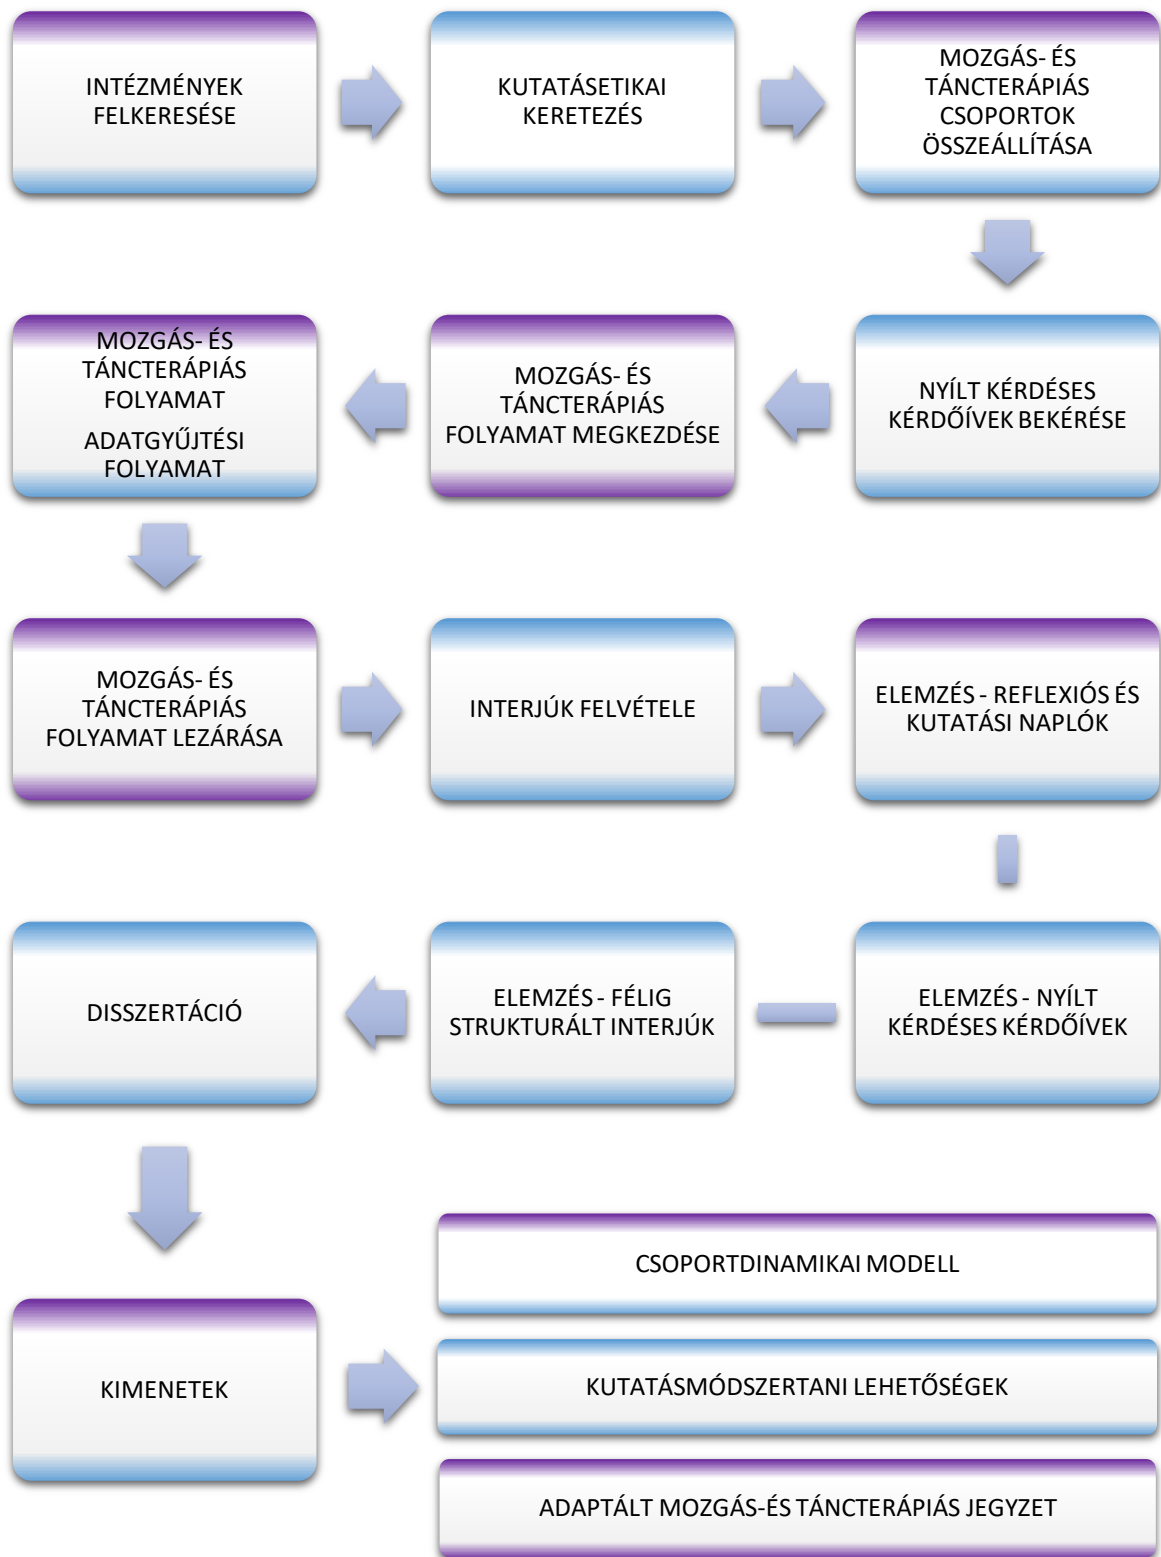 INTÉZMÉNYEK
FELKERESÉSE
KUTATÁSETIKAI
KERETEZÉS
MOZGÁS- ÉS
TÁNCTERÁPIÁS
CSOPORTOK
ÖSSZEÁLLÍTÁSA
NYÍLT KÉRDÉSES
KÉRDŐÍVEK BEKÉRÉSE
MOZGÁS- ÉS
TÁNCTERÁPIÁS
FOLYAMAT MEGKEZDÉSE
MOZGÁS- ÉS
TÁNCTERÁPIÁS
FOLYAMAT
ADATGYŰJTÉSI
FOLYAMAT
MOZGÁS- ÉS
TÁNCTERÁPIÁS
FOLYAMAT LEZÁRÁSA
INTERJÚK FELVÉTELE
ELEMZÉS - REFLEXIÓS ÉS
KUTATÁSI NAPLÓK
ELEMZÉS - NYÍLT
KÉRDÉSES KÉRDŐÍVEK
ELEMZÉS - FÉLIG
STRUKTURÁLT INTERJÚK
DISSZERTÁCIÓ
KIMENETEK
CSOPORTDINAMIKAI MODELL
KUTATÁSMÓDSZERTANI LEHETŐSÉGEK
ADAPTÁLT MOZGÁS-ÉS TÁNCTERÁPIÁS JEGYZET